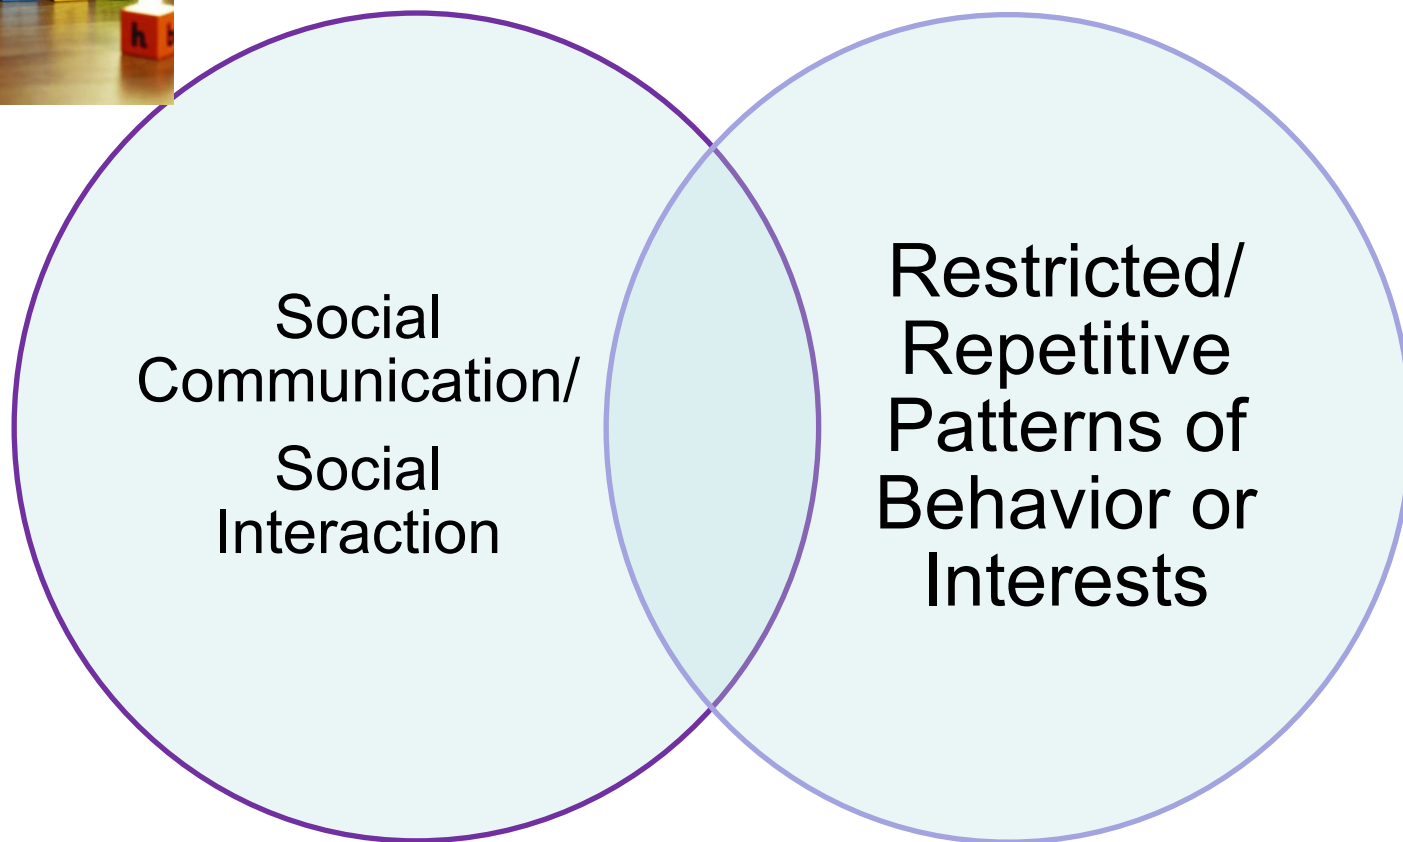 h
Social
Communication/
Social
Interaction
Restricted/
Repetitive
Patterns of
Behavior or
Interests